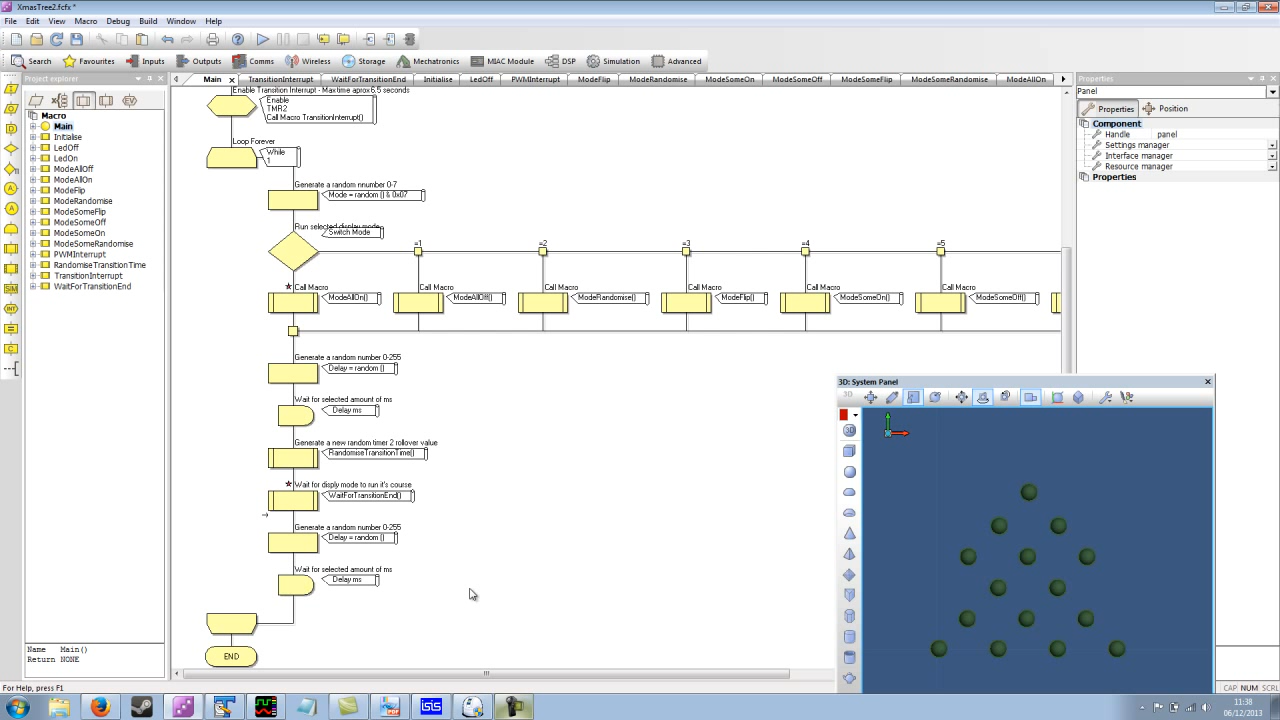 XmasTree2.fcfx *
File Edit View Macro Debug Build Window Help
Search Favourites Inputs Outputs Comms Wireless Storage Mechatronics MIAC Module DSP Simulation Advanced
Project explorer
Main TransitionInterrupt WaitForTransitionEnd Initialise LedOff PWMInterrupt ModeFlip ModeRandomise ModeSomeOn ModeSomeOff ModeSomeFlip ModeSomeRandomise ModeAllOn
Properties
Panel
Properties Position
Component
Handle panel
Settings manager
Interface manager
Resource manager
Properties
Macro
Main
Initialise
LedOff
LedOn
ModeAllOff
ModeAllOn
ModeFlip
ModeRandomise
ModeSomeFlip
ModeSomeOff
ModeSomeOn
ModeSomeRandomise
PWMInterrupt
RandomiseTransitionTime
TransitionInterrupt
WaitForTransitionEnd
Name Main()
Return NONE
Enable Transition Interrupt - Max time aprox 6.5 seconds
Enable
TMR2
Call Macro TransitionInterrupt()
Loop Forever
While
1
Generate a random nnumber 0-7
Mode = random () & 0x07
Run selected display mode
Switch Mode
=1 =2 =3 =4 =5
Call Macro Call Macro Call Macro Call Macro Call Macro Call Macro
ModeAllOn() ModeAllOff() ModeRandomise() ModeFlip() ModeSomeOn() ModeSomeOff()
Generate a random number 0-255
Delay = random ()
Wait for selected amount of ms
Delay ms
Generate a new random timer 2 rollover value
RandomiseTransitionTime()
Wait for disply mode to run it's course
WaitForTransitionEnd()
Generate a random number 0-255
Delay = random ()
Wait for selected amount of ms
Delay ms
END
3D: System Panel
3D
3D
For Help, press F1
CAP NUM SCRL
PDF
isis
11:38
06/12/2013